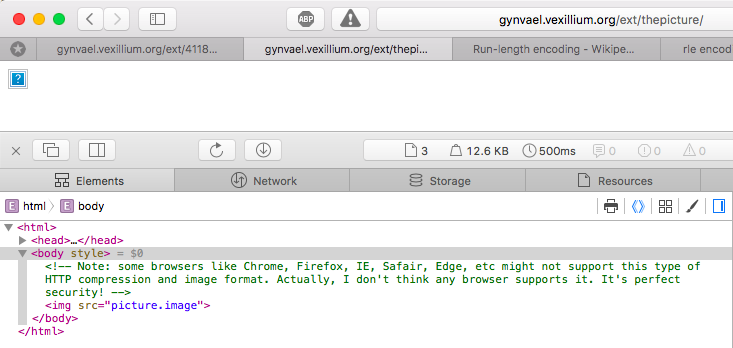 gynvael.vexillium.org/ext/thepicture/
ABP
gynvael.vexillium.org/ext/4118... gynvael.vexillium.org/ext/thepi... Run-length encoding – Wikipe... rle encod
?
3 12.6 KB 500ms 0 0 0
Elements Network Storage Resources
E html E body
<html>
<head>…</head>
<body style> = $0
<!-- Note: some browsers like Chrome, Firefox, IE, Safair, Edge, etc might not support this type of
HTTP compression and image format. Actually, I don't think any browser supports it. It's perfect
security! -->
<img src="picture.image">
</body>
</html>